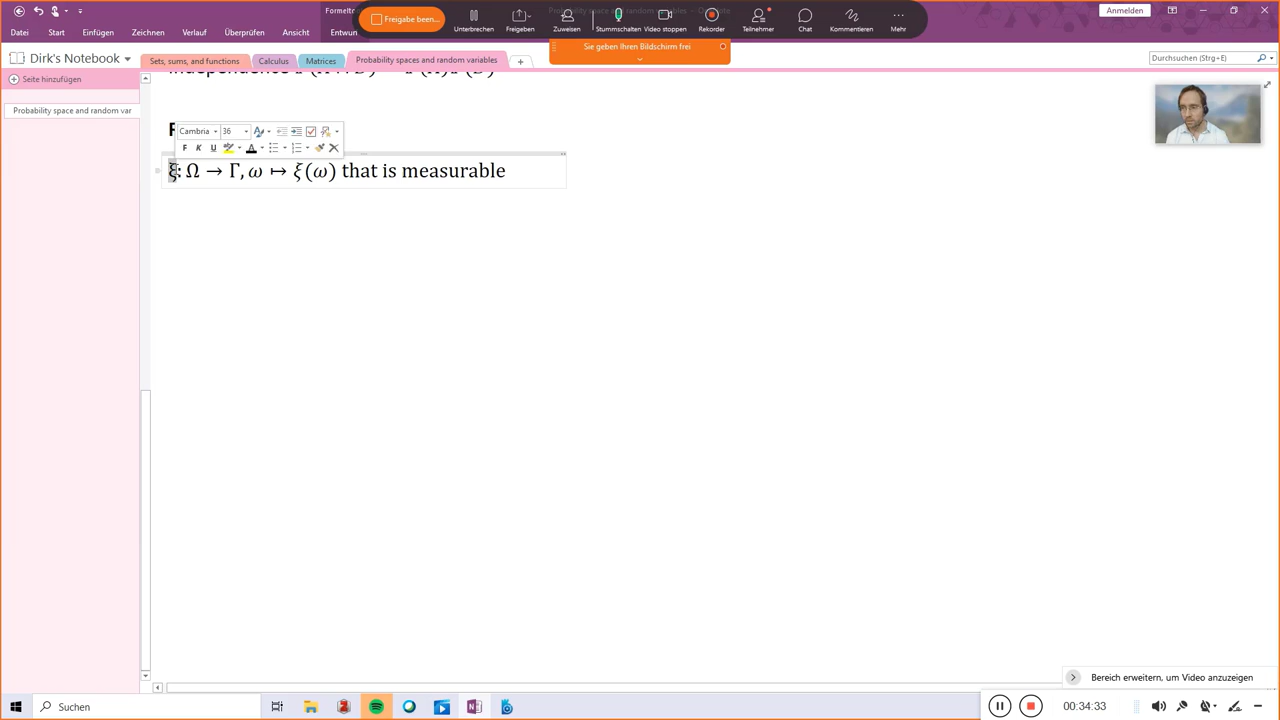 Formeltr
Anmelden
Freigabe been...
Unterbrechen Freigeben Zuweisen Stummschalten Video stoppen Rekorder Teilnehmer Chat Kommentieren Mehr
Datei Start Einfügen Zeichnen Verlauf Ansicht Entwun
Sie geben Ihren Bildschirm frei
Dirk's Notebook
Sets, sums, and functions Calculus Matrices Probability spaces and random variables
Durchsuchen (Strg+E)
Seite hinzufügen
Probability space and random var
Cambria 36
F K U A
ξ: Ω → Γ, ω ↦ ξ(ω) that is measurable
Bereich erweitern, um Video anzuzeigen
Suchen
00:34:33